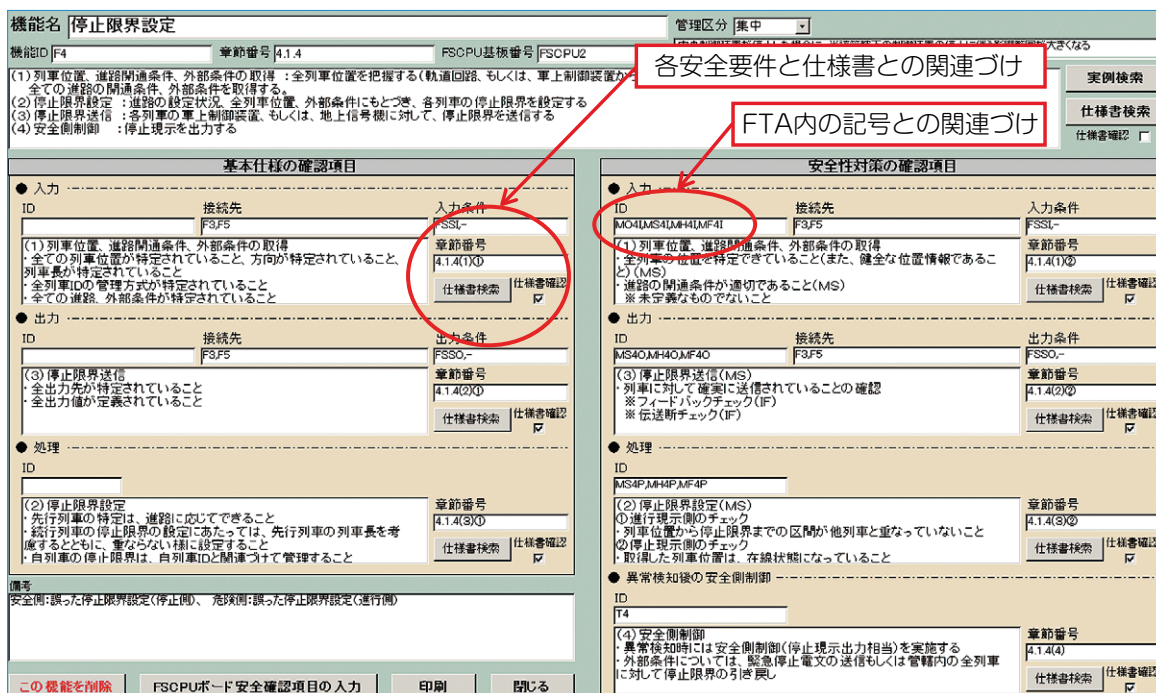 機能名 停止限界設定
管理区分 集中
機能ID F4
章節番号 4.1.4
FSCPU基板番号 FSCPU2
大きくなる
各安全要件と仕様書との関連づけ
FTA内の記号との関連づけ
(1)列車位置、進路開通条件、外部条件の取得 :全列車位置を把握する(軌道回路、もしくは、車上制御装置か
全ての進路の開通条件、外部条件を取得する。
(2)停止限界設定 :進路の設定状況、全列車位置、外部条件にもとづき、各列車の停止限界を設定する
(3)停止限界送信 :各列車の車上制御装置、もしくは、地上信号機に対して、停止限界を送信する
(4)安全側制御 :停止現示を出力する
実例検索
仕様書検索
仕様書確認
基本仕様の確認項目
● 入力
ID
接続先
入力条件
F3,F5
FSSI,-
(1)列車位置、進路開通条件、外部条件の取得
・全ての列車位置が特定されていること、方向が特定されていること、
列車長が特定されていること
・全列車IDの管理方式が特定されていること
・全ての進路、外部条件が特定されていること
章節番号
4.1.4(1)①
仕様書検索
仕様書確認
● 出力
ID
接続先
出力条件
F3,F5
FSSO,-
(3)停止限界送信
・全出力先が特定されていること
・全出力値が定義されていること
章節番号
4.1.4(2)①
仕様書検索
仕様書確認
● 処理
ID
(2)停止限界設定
・先行列車の特定は、進路に応じてできること
・続行列車の停止限界の設定にあたっては、先行列車の列車長を考
慮するとともに、重ならない様に設定すること
・自列車の停止限界は、自列車IDと関連づけて管理すること
章節番号
4.1.4(3)①
仕様書検索
仕様書確認
備考
安全側:誤った停止限界設定(停止側)、 危険側:誤った停止限界設定(進行側)
この機能を削除
FSCPUボード安全確認項目の入力
印刷
閉じる
安全性対策の確認項目
● 入力
ID
接続先
入力条件
MO4I,MS4I,MH4I,MF4I
F3,F5
FSSI,-
(1)列車位置、進路開通条件、外部条件の取得
・全列車の位置を特定できていること(また、健全な位置情報であるこ
と)(MS)
・進路の開通条件が適切であること(MS)
※未定義なものでないこと
章節番号
4.1.4(1)②
仕様書検索
仕様書確認
● 出力
ID
接続先
出力条件
MS4O,MH4O,MF4O
F3,F5
FSSO,-
(3)停止限界送信(MS)
・列車に対して確実に送信されていることの確認
※フィードバックチェック(IF)
※伝送断チェック(IF)
章節番号
4.1.4(2)②
仕様書検索
仕様書確認
● 処理
ID
MS4P,MH4P,MF4P
(2)停止限界設定(MS)
①進行現示側のチェック
・列車位置から停止限界までの区間が他列車と重なっていないこと
②停止現示側のチェック
・取得した列車位置は、在線状態になっていること
章節番号
4.1.4(3)②
仕様書検索
仕様書確認
● 異常検知後の安全側制御
ID
T4
(4)安全側制御
・異常検知時には安全側制御(停止現示出力相当)を実施する
・外部条件については、緊急停止電文の送信もしくは管轄内の全列車
に対して停止限界の引き戻し
章節番号
4.1.4(4)
仕様書検索
仕様書確認